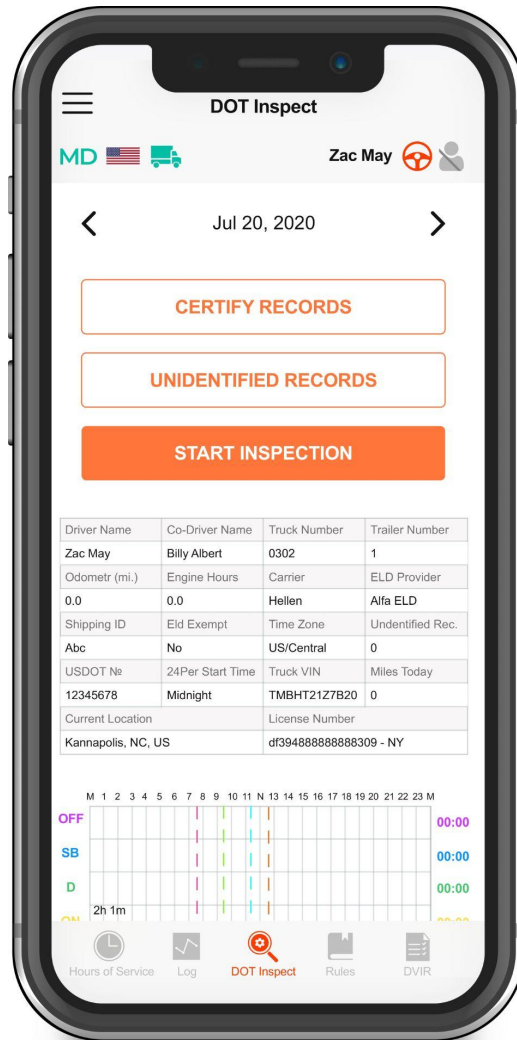 DOT Inspect
MD Zac May
Jul 20, 2020
CERTIFY RECORDS
UNIDENTIFIED RECORDS
START INSPECTION
Driver Name Co-Driver Name Truck Number Trailer Number
Zac May Billy Albert 0302 1
Odometr (mi.) Engine Hours Carrier ELD Provider
0.0 0.0 Hellen Alfa ELD
Shipping ID Eld Exempt Time Zone Undentified Rec.
Abc No US/Central 0
USDOT № 24Per Start Time Truck VIN Miles Today
12345678 Midnight TMBHT21Z7B20 0
Current Location License Number
Kannapolis, NC, US df394888888888309 - NY
M 1 2 3 4 5 6 7 8 9 10 11 N 13 14 15 16 17 18 19 20 21 22 23 M
OFF 00:00
SB 00:00
D 00:00
2h 1m
ON 00:00
Hours of Service Log DOT Inspect Rules DVIR